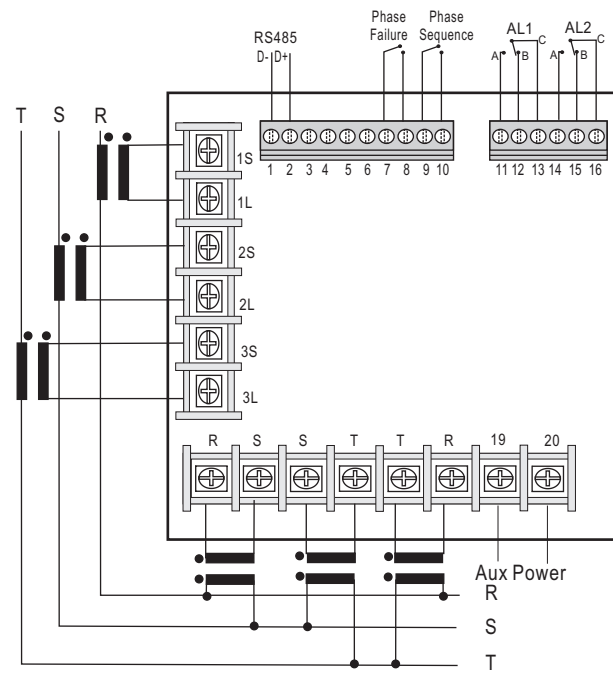 Phase Phase
RS485 Failure Sequence AL1 AL2
D- D+ A B C A B C
T S R
1 2 3 4 5 6 7 8 9 10 11 12 13 14 15 16
1S
1L
2S
2L
3S
3L
R S S T T R 19 20
Aux Power
R
S
T